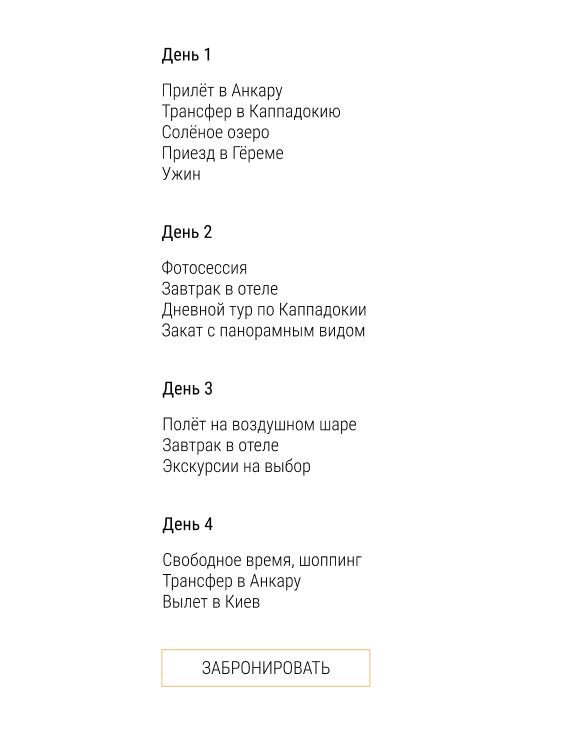 День 1
Прилёт в Анкару
Трансфер в Каппадокию
Солёное озеро
Приезд в Гёреме
Ужин
День 2
Фотосессия
Завтрак в отеле
Дневной тур по Каппадокии
Закат с панорамным видом
День 3
Полёт на воздушном шаре
Завтрак в отеле
Экскурсии на выбор
День 4
Свободное время, шоппинг
Трансфер в Анкару
Вылет в Киев
ЗАБРОНИРОВАТЬ